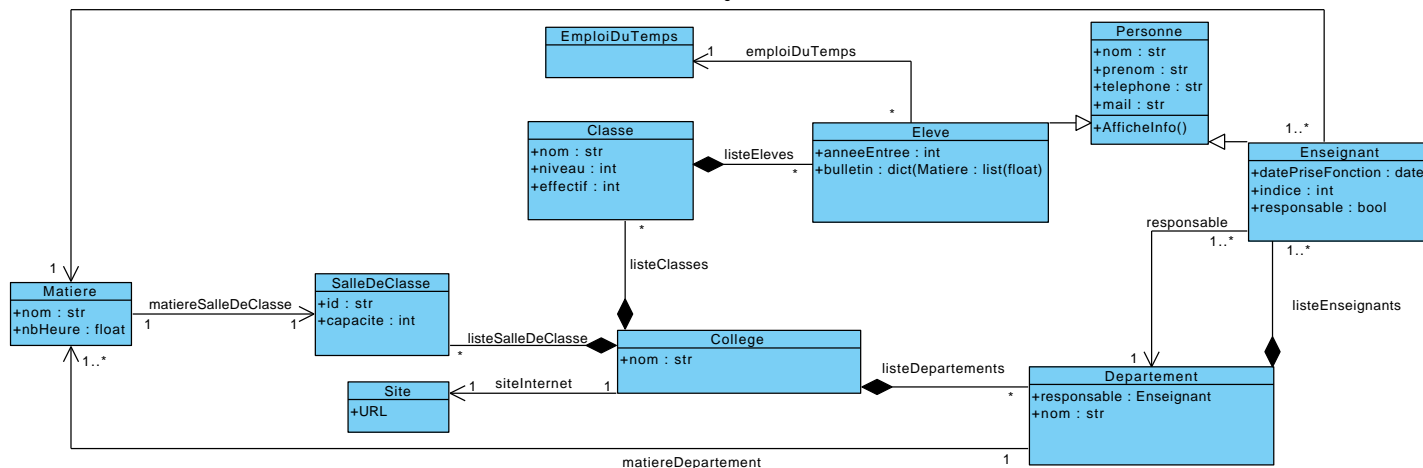 EmploiDuTemps
1
emploiDuTemps
*
Personne
+nom : str
+prenom : str
+telephone : str
+mail : str
+AfficheInfo()
Classe
+nom : str
+niveau : int
+effectif : int
listeEleves
*
Eleve
+anneeEntree : int
+bulletin : dict(Matiere : list(float)
1..*
Enseignant
+datePriseFonction : date
+indice : int
+responsable : bool
responsable
1..*
1..*
*
listeClasses
1
Matiere
+nom : str
+nbHeure : float
1..*
matiereSalleDeClasse
1
1
SalleDeClasse
+id : str
+capacite : int
listeSalleDeClasse
*
College
+nom : str
listeEnseignants
1
siteInternet
1
1
Site
+URL
listeDepartements
*
Departement
+responsable : Enseignant
+nom : str
matiereDepartement
1